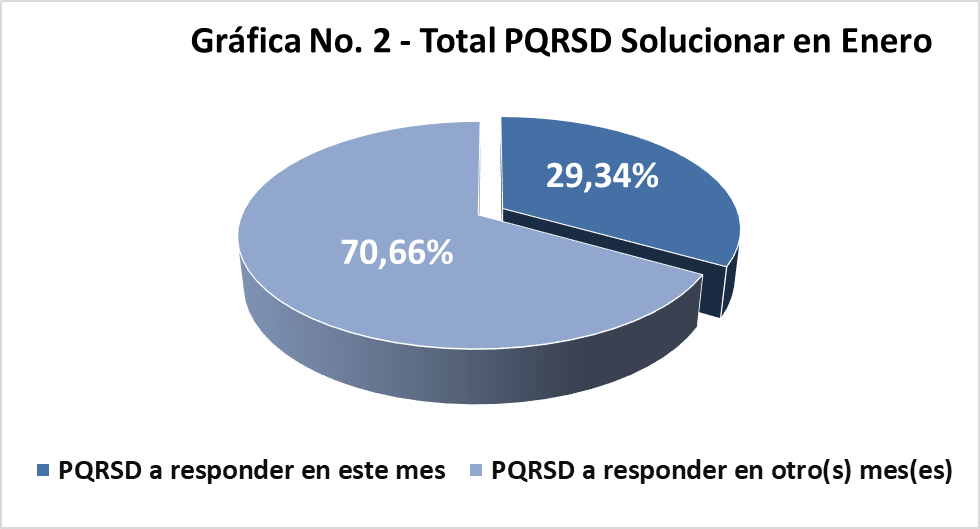 Gráfica No. 2 - Total PQRSD Solucionar en Enero
29,34%
70,66%
PQRSD a responder en este mes
PQRSD a responder en otro(s) mes(es)